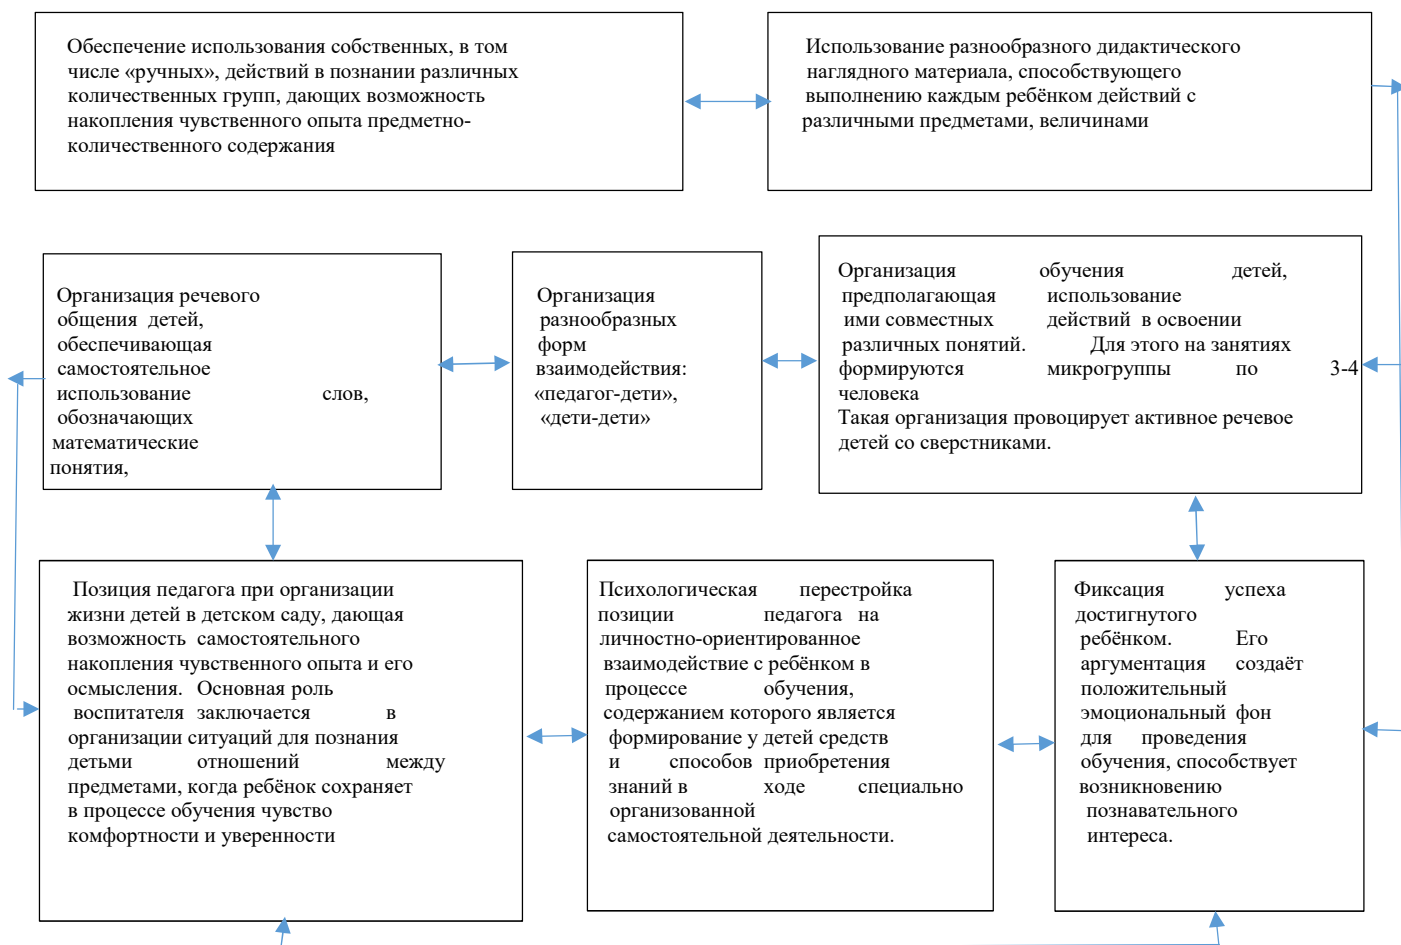 Обеспечение использования собственных, в том
числе «ручных», действий в познании различных
количественных групп, дающих возможность
накопления чувственного опыта предметно-
количественного содержания
Использование разнообразного дидактического
наглядного материала, способствующего
выполнению каждым ребёнком действий с
различными предметами, величинами
Организация речевого
общения детей,
обеспечивающая
самостоятельное
использование слов,
обозначающих
математические
понятия,
Организация
разнообразных
форм
взаимодействия:
«педагог-дети»,
«дети-дети»
Организация обучения детей,
предполагающая использование
ими совместных действий в освоении
различных понятий. Для этого на занятиях
формируются микрогруппы по 3-4
человека
Такая организация провоцирует активное речевое
детей со сверстниками.
Позиция педагога при организации
жизни детей в детском саду, дающая
возможность самостоятельного
накопления чувственного опыта и его
осмысления. Основная роль
воспитателя заключается в
организации ситуаций для познания
детьми отношений между
предметами, когда ребёнок сохраняет
в процессе обучения чувство
комфортности и уверенности
Психологическая перестройка
позиции педагога на
личностно-ориентированное
взаимодействие с ребёнком в
процессе обучения,
содержанием которого является
формирование у детей средств
и способов приобретения
знаний в ходе специально
организованной
самостоятельной деятельности.
Фиксация успеха
достигнутого
ребёнком. Его
аргументация создаёт
положительный
эмоциональный фон
для проведения
обучения, способствует
возникновению
познавательного
интереса.